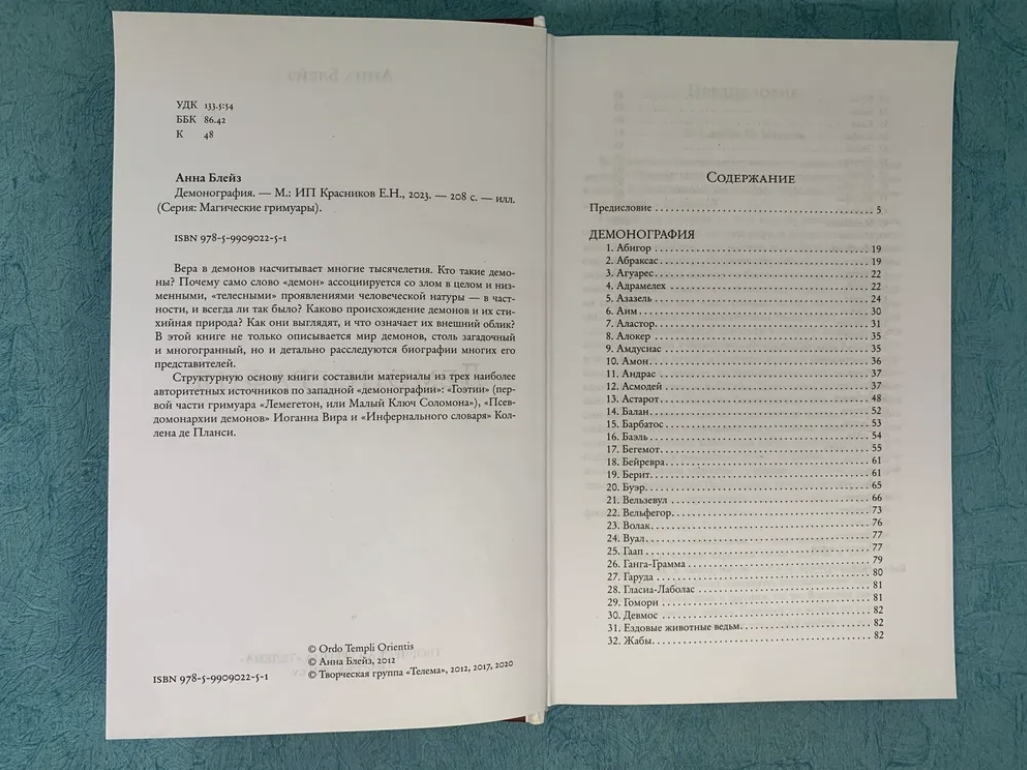 УДК 133.5:54
ББК 86.42
К 48
Анна Блейз
Демонография. — М.: ИП Красников Е.Н., 2023. — 208 с. — илл.
(Серия: Магические гримуары).
ISBN 978-5-9909022-5-1
Вера в демонов насчитывает многие тысячелетия. Кто такие демо-
ны? Почему само слово «демон» ассоциируется со злом в целом и низ-
менными, «телесными» проявлениями человеческой натуры — в част-
ности, и всегда ли так было? Каково происхождение демонов и их сти-
хийная природа? Как они выглядят, и что означает их внешний облик?
В этой книге не только описывается мир демонов, столь загадочный
и многогранный, но и детально расследуются биографии многих его
представителей.
Структурную основу книги составили материалы из трех наиболее
авторитетных источников по западной «демонографии»: «Гоэтии» (пер-
вой части гримуара «Лемегетон, или Малый Ключ Соломона»), «Псев-
домонархии демонов» Иоганна Вира и «Инфернального словаря» Кол-
лена де Планси.
© Ordo Templi Orientis
© Анна Блейз, 2012
ISBN 978-5-9909022-5-1 © Творческая группа «Телема», 2012, 2017, 2020
Содержание
Предисловие 5
ДЕМОНОГРАФИЯ
1. Абигор 19
2. Абраксас 19
3. Агуарес 22
4. Адрамелех 22
5. Азазель 24
6. Аим 30
7. Аластор 31
8. Алокер 35
9. Амдусиас 35
10. Амон 36
11. Андрас 37
12. Асмодей 37
13. Астарот 48
14. Балан 52
15. Барбатос 53
16. Баэль 54
17. Бегемот 55
18. Бейревра 61
19. Берит 61
20. Буэр 65
21. Вельзевул 66
22. Вельфегор 73
23. Волак 76
24. Вуал 77
25. Гаап 77
26. Ганга-Грамма 79
27. Гаруда 80
28. Гласиа-Лаболас 81
29. Гомори 81
30. Девмос 82
31. Ездовые животные ведьм 82
32. Жабы 82